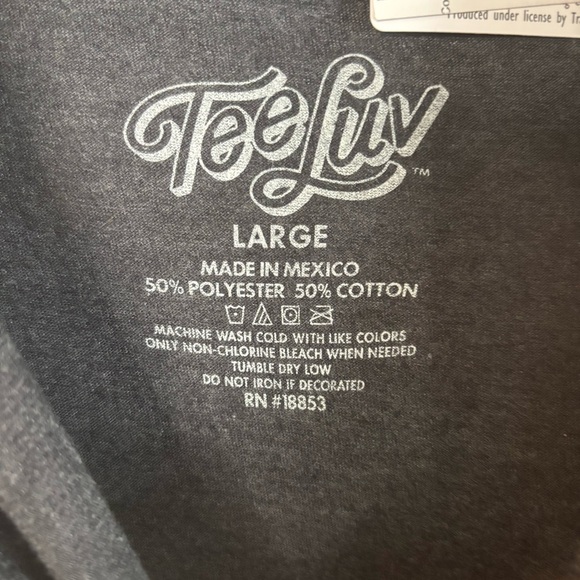 Produced under license by
TeeLuv
TM
LARGE
MADE IN MEXICO
50% POLYESTER 50% COTTON
MACHINE WASH COLD WITH LIKE COLORS
ONLY NON-CHLORINE BLEACH WHEN NEEDED
TUMBLE DRY LOW
DO NOT IRON IF DECORATED
RN #18853